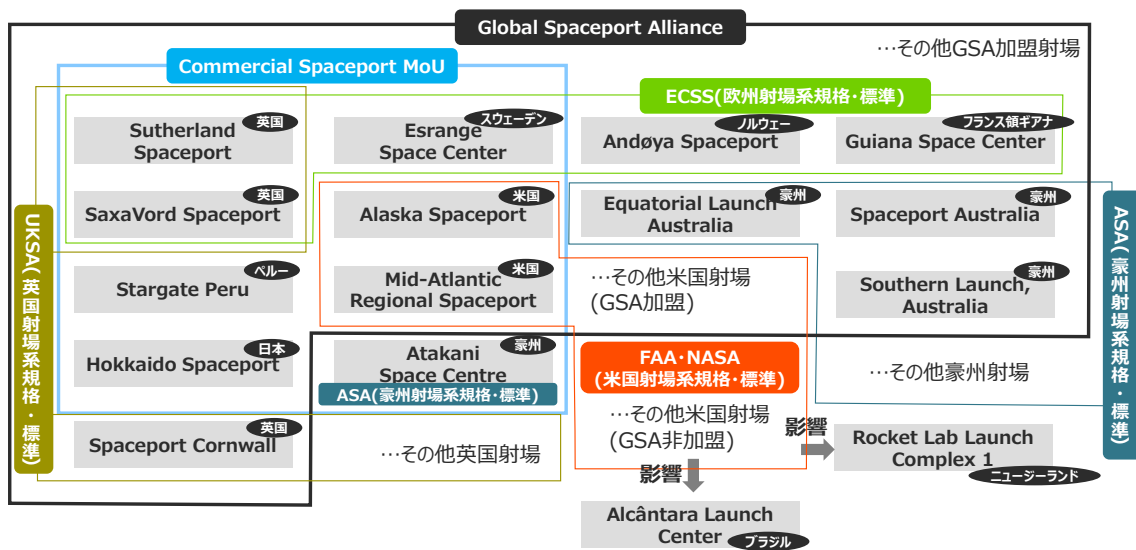 Global Spaceport Alliance
…その他GSA加盟射場
Commercial Spaceport MoU
ECSS(欧州射場系規格・標準)
英国
Sutherland
Spaceport
スウェーデン
Esrange
Space Center
ノルウェー
Andøya Spaceport
フランス領ギアナ
Guiana Space Center
英国
SaxaVord Spaceport
米国
Alaska Spaceport
豪州
Equatorial Launch
Australia
豪州
Spaceport Australia
UKSA(英国射場系規格・標準)
ASA(豪州射場系規格・標準)
ペルー
Stargate Peru
米国
Mid-Atlantic
Regional Spaceport
…その他米国射場
(GSA加盟)
豪州
Southern Launch,
Australia
日本
Hokkaido Spaceport
豪州
Atakani
Space Centre
ASA(豪州射場系規格・標準)
FAA・NASA
(米国射場系規格・標準)
…その他豪州射場
英国
Spaceport Cornwall
…その他英国射場
…その他米国射場
(GSA非加盟)
影響
Rocket Lab Launch
Complex 1
ニュージーランド
影響
Alcântara Launch
Center
ブラジル